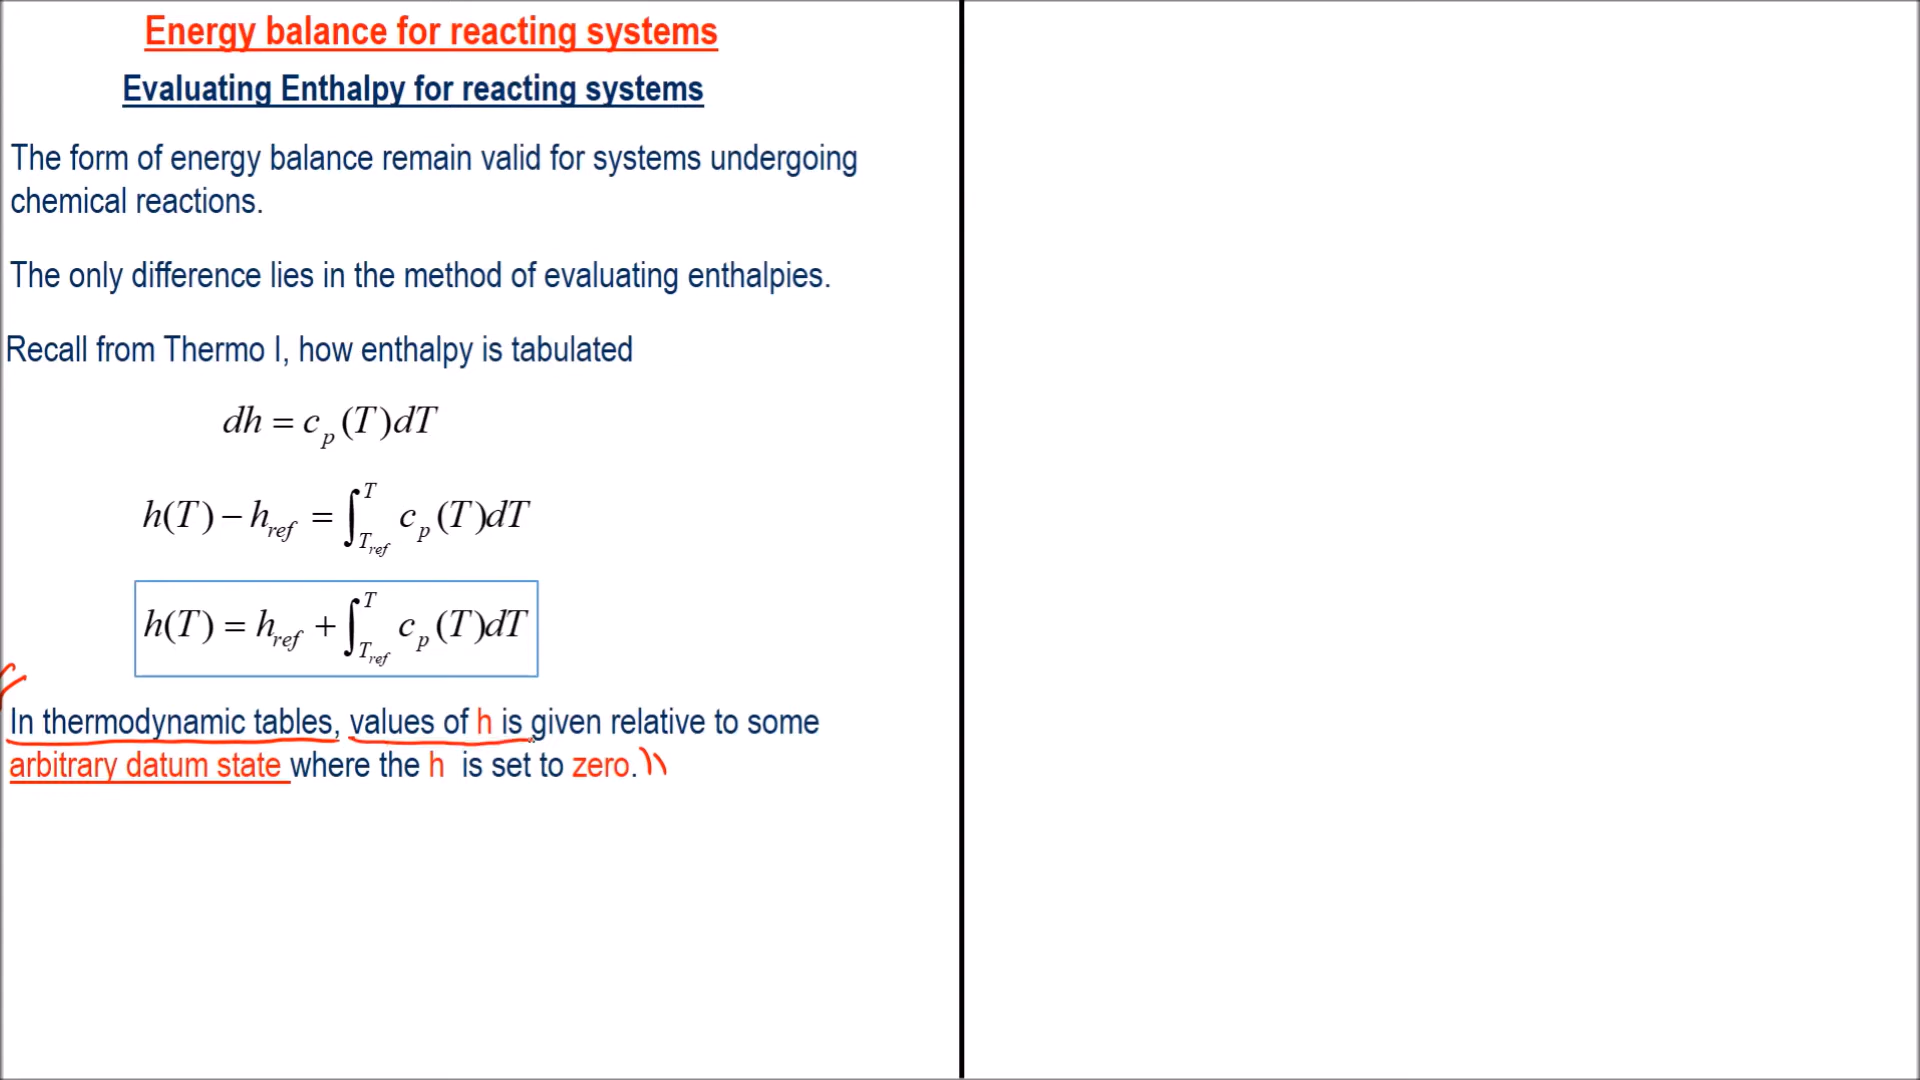 Energy balance for reacting systems
Evaluating Enthalpy for reacting systems
The form of energy balance remain valid for systems undergoing
chemical reactions.
The only difference lies in the method of evaluating enthalpies.
Recall from Thermo I, how enthalpy is tabulated
dh = c_p(T)dT
h(T) − h_ref = ∫_{T_ref}^{T} c_p(T)dT
h(T) = h_ref + ∫_{T_ref}^{T} c_p(T)dT
In thermodynamic tables, values of h is given relative to some
arbitrary datum state where the h is set to zero.